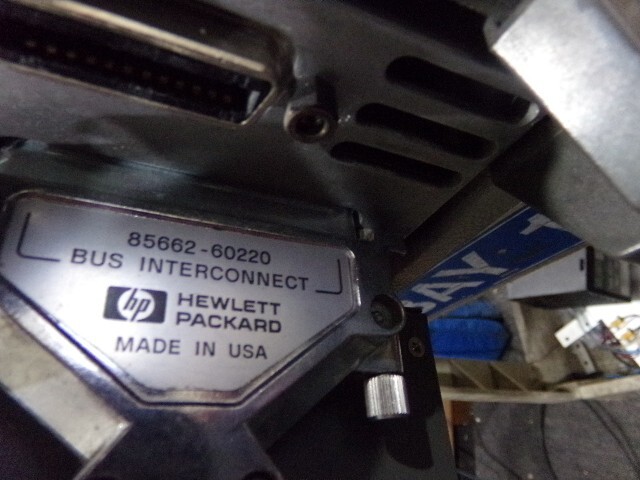 85662-60220
BUS INTERCONNECT
hp HEWLETT
PACKARD
MADE IN USA